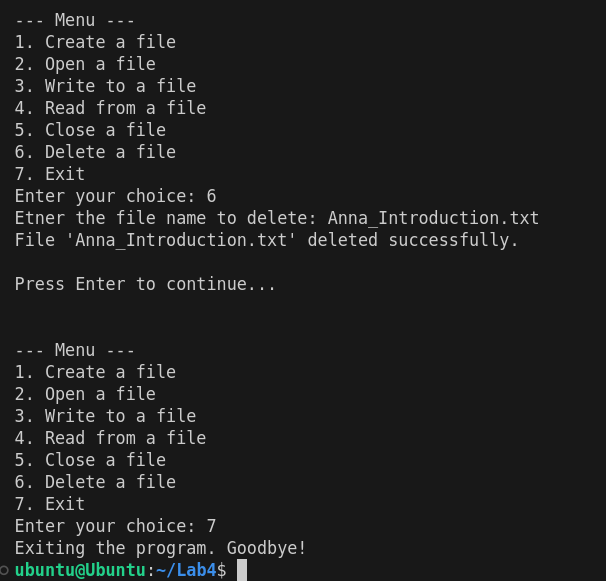 --- Menu ---
1. Create a file
2. Open a file
3. Write to a file
4. Read from a file
5. Close a file
6. Delete a file
7. Exit
Enter your choice: 6
Etner the file name to delete: Anna_Introduction.txt
File 'Anna_Introduction.txt' deleted successfully.
Press Enter to continue...
--- Menu ---
1. Create a file
2. Open a file
3. Write to a file
4. Read from a file
5. Close a file
6. Delete a file
7. Exit
Enter your choice: 7
Exiting the program. Goodbye!
ubuntu@Ubuntu:~/Lab4$